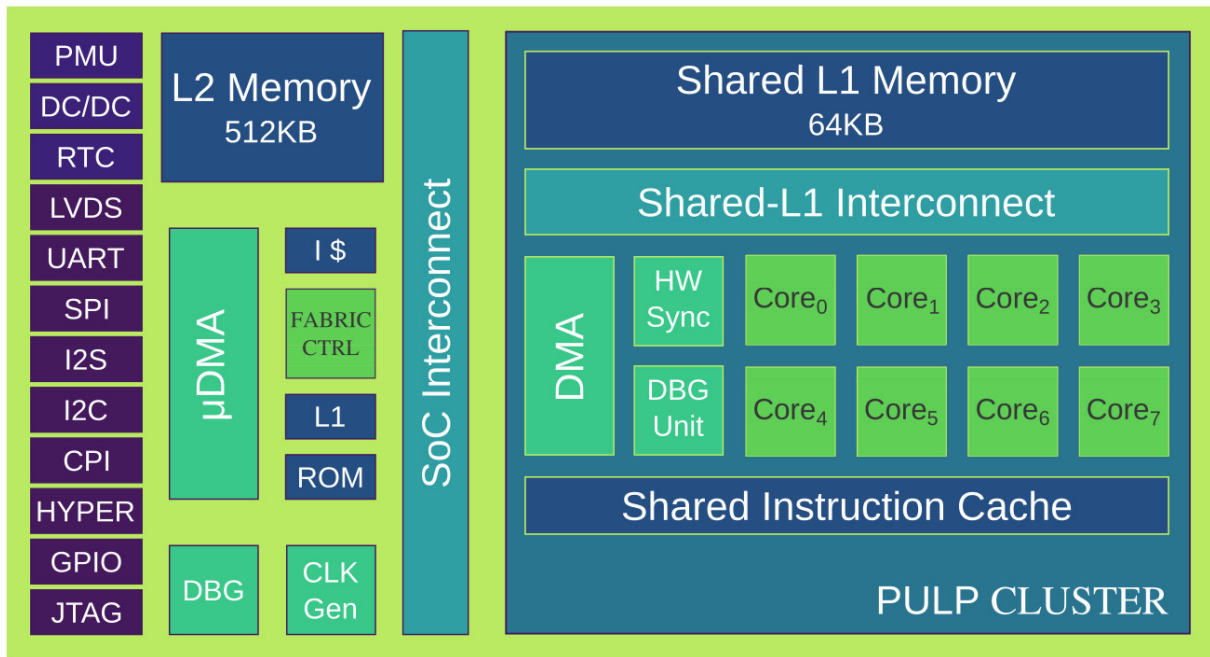 PMU
DC/DC
RTC
LVDS
UART
SPI
I2S
I2C
CPI
HYPER
GPIO
JTAG
L2 Memory
512KB
µDMA
I $
FABRIC
CTRL
L1
ROM
DBG
CLK
Gen
SoC Interconnect
Shared L1 Memory
64KB
Shared-L1 Interconnect
DMA
HW
Sync
Core₀
Core₁
Core₂
Core₃
DBG
Unit
Core₄
Core₅
Core₆
Core₇
Shared Instruction Cache
PULP CLUSTER